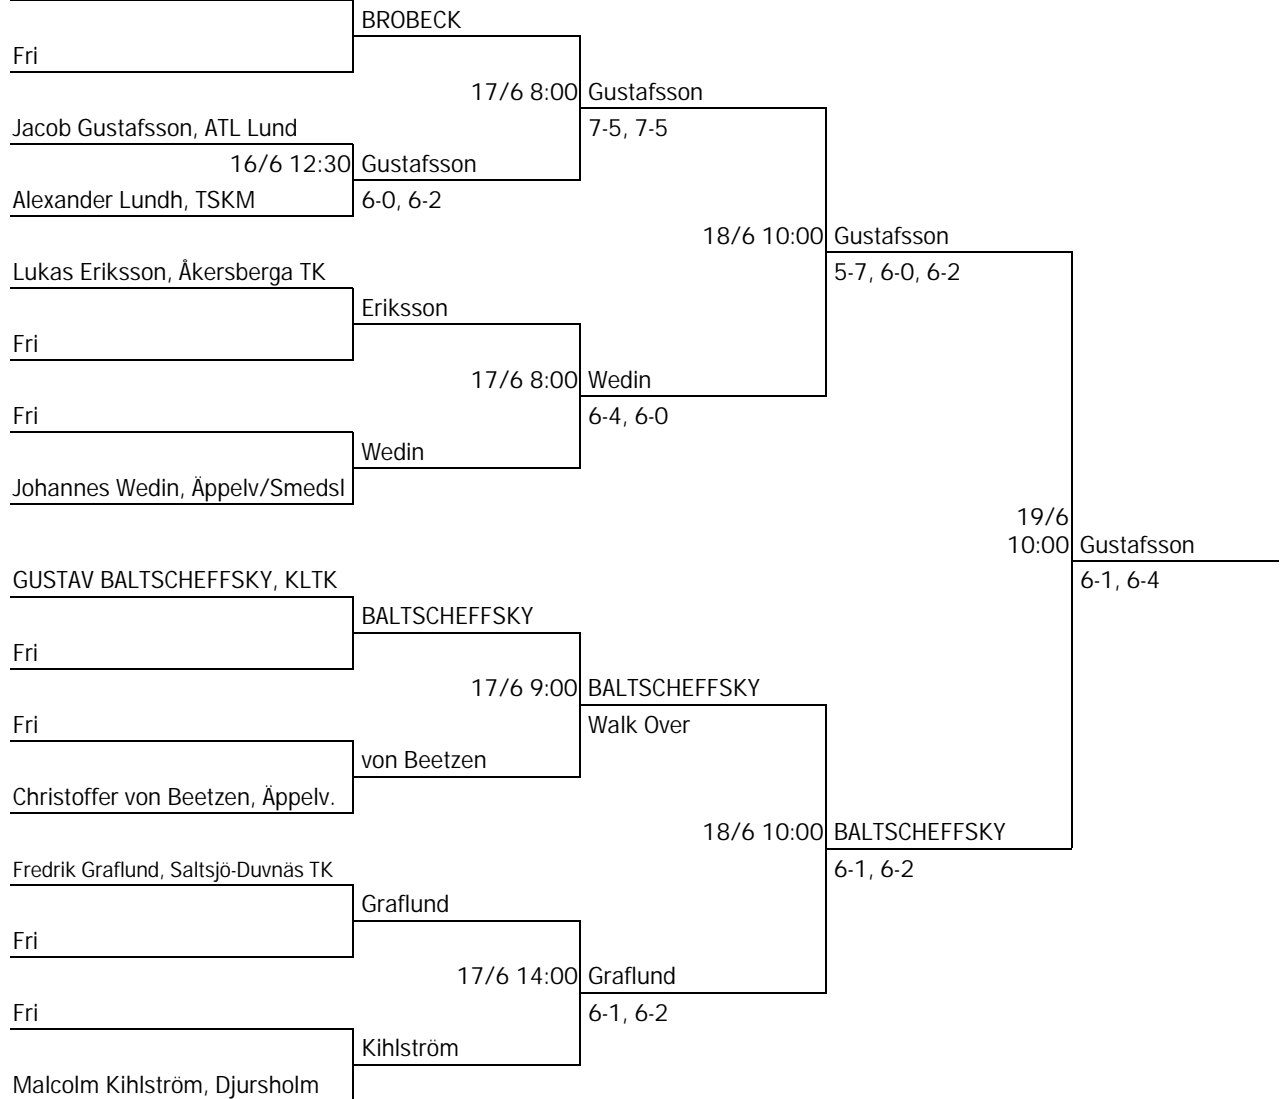 BROBECK
Fri
17/6 8:00 Gustafsson
Jacob Gustafsson, ATL Lund
7-5, 7-5
16/6 12:30 Gustafsson
Alexander Lundh, TSKM
6-0, 6-2
18/6 10:00 Gustafsson
Lukas Eriksson, Åkersberga TK
5-7, 6-0, 6-2
Eriksson
Fri
17/6 8:00 Wedin
Fri
6-4, 6-0
Wedin
Johannes Wedin, Äppelv/Smedsl
19/6
10:00 Gustafsson
GUSTAV BALTSCHEFFSKY, KLTK
6-1, 6-4
BALTSCHEFFSKY
Fri
17/6 9:00 BALTSCHEFFSKY
Fri
Walk Over
von Beetzen
Christoffer von Beetzen, Äppelv.
18/6 10:00 BALTSCHEFFSKY
Fredrik Graflund, Saltsjö-Duvnäs TK
6-1, 6-2
Graflund
Fri
17/6 14:00 Graflund
Fri
6-1, 6-2
Kihlström
Malcolm Kihlström, Djursholm